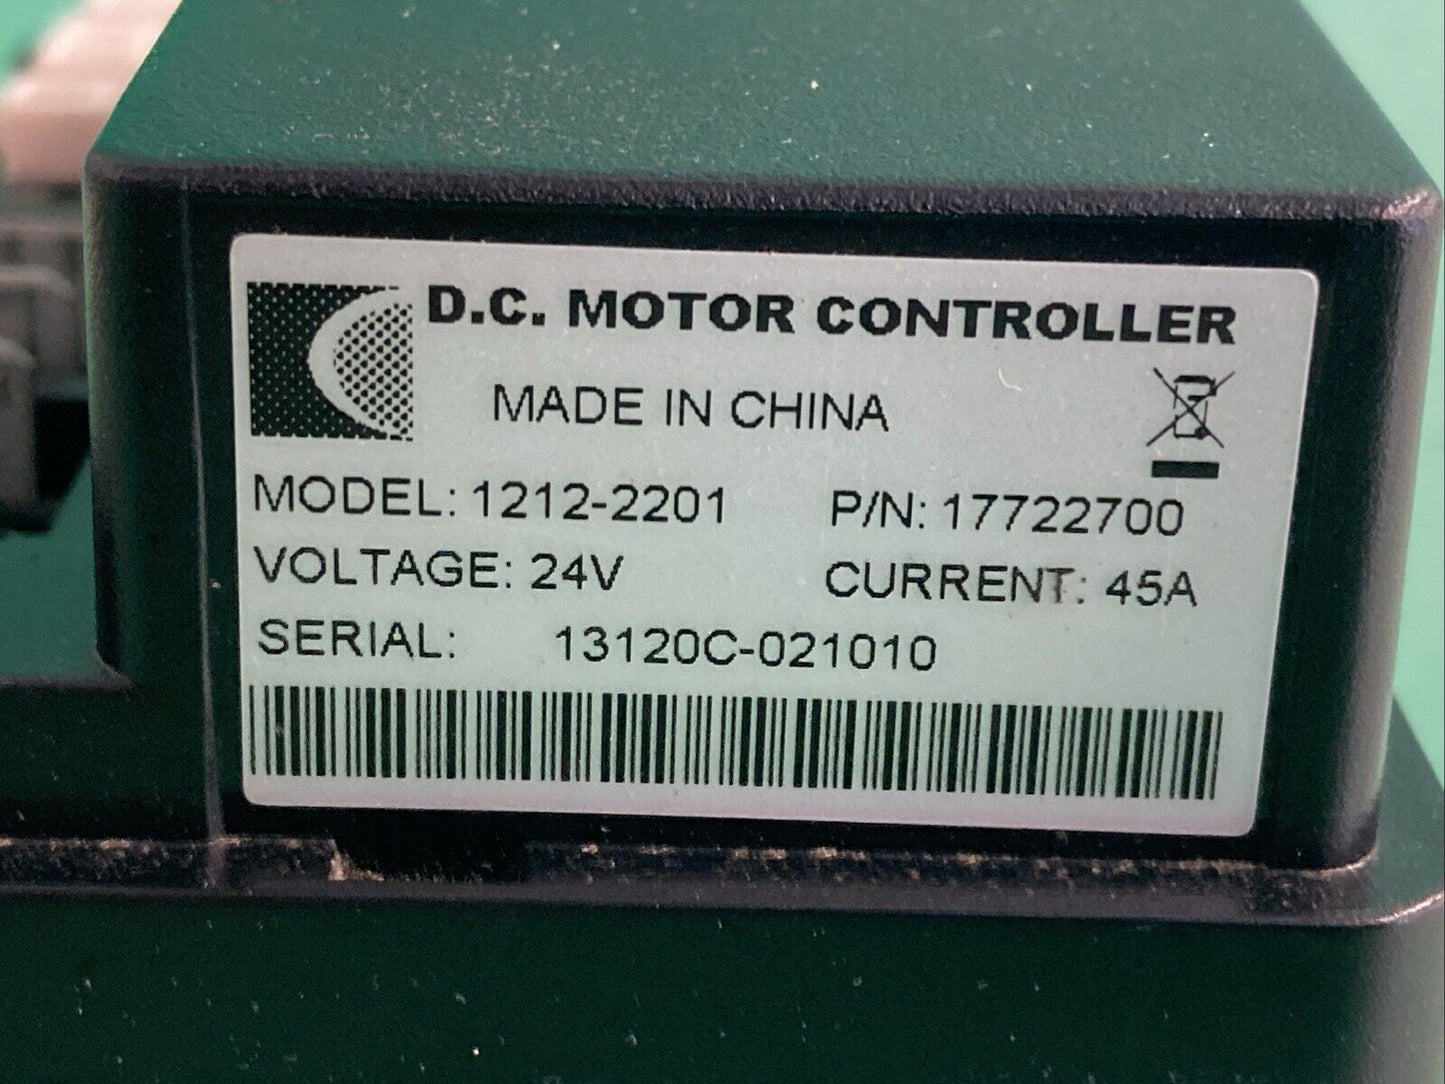 D.C. MOTOR CONTROLLER
MADE IN CHINA
MODEL: 1212-2201 P/N: 17722700
VOLTAGE: 24V CURRENT: 45A
SERIAL: 13120C-021010